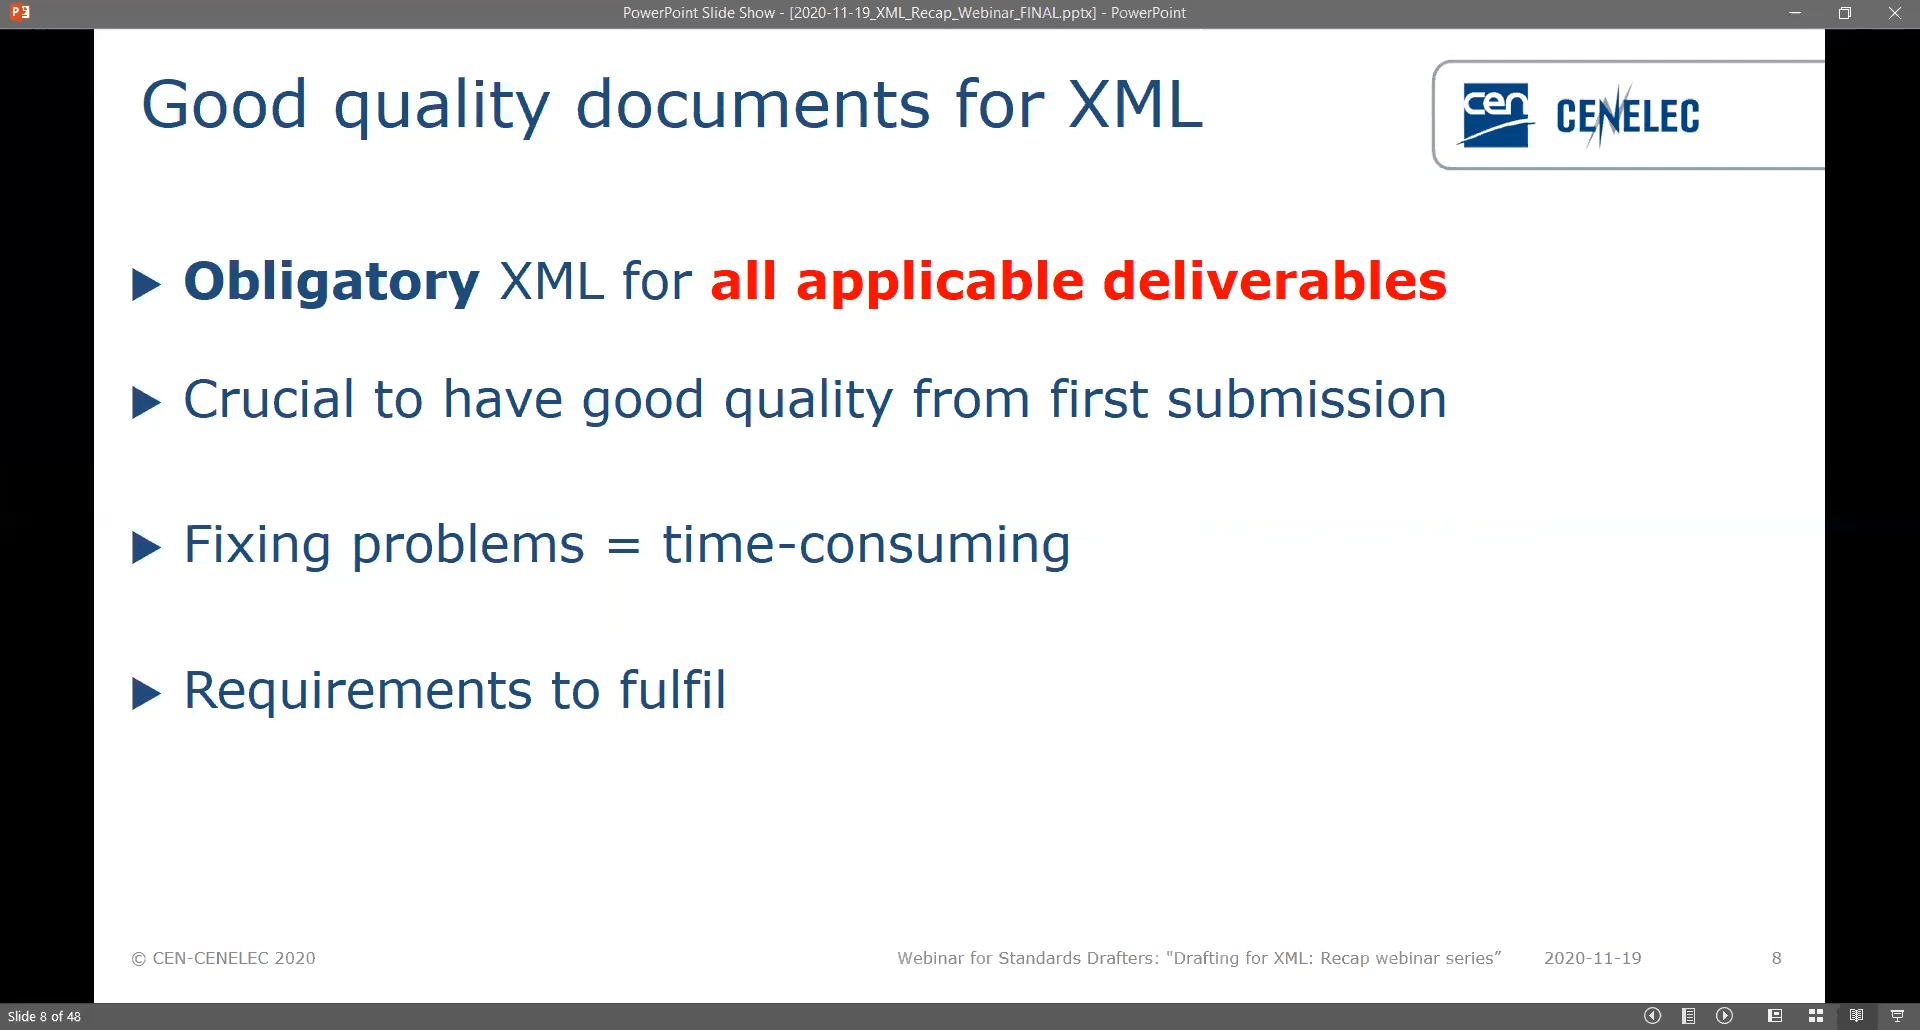 PowerPoint Slide Show - [2020-11-19_XML_Recap_Webinar_FINAL.pptx] - PowerPoint
Good quality documents for XML
cen CENELEC
Obligatory XML for all applicable deliverables
Crucial to have good quality from first submission
Fixing problems = time-consuming
Requirements to fulfil
© CEN-CENELEC 2020 Webinar for Standards Drafters: "Drafting for XML: Recap webinar series” 2020-11-19 8
Slide 8 of 48